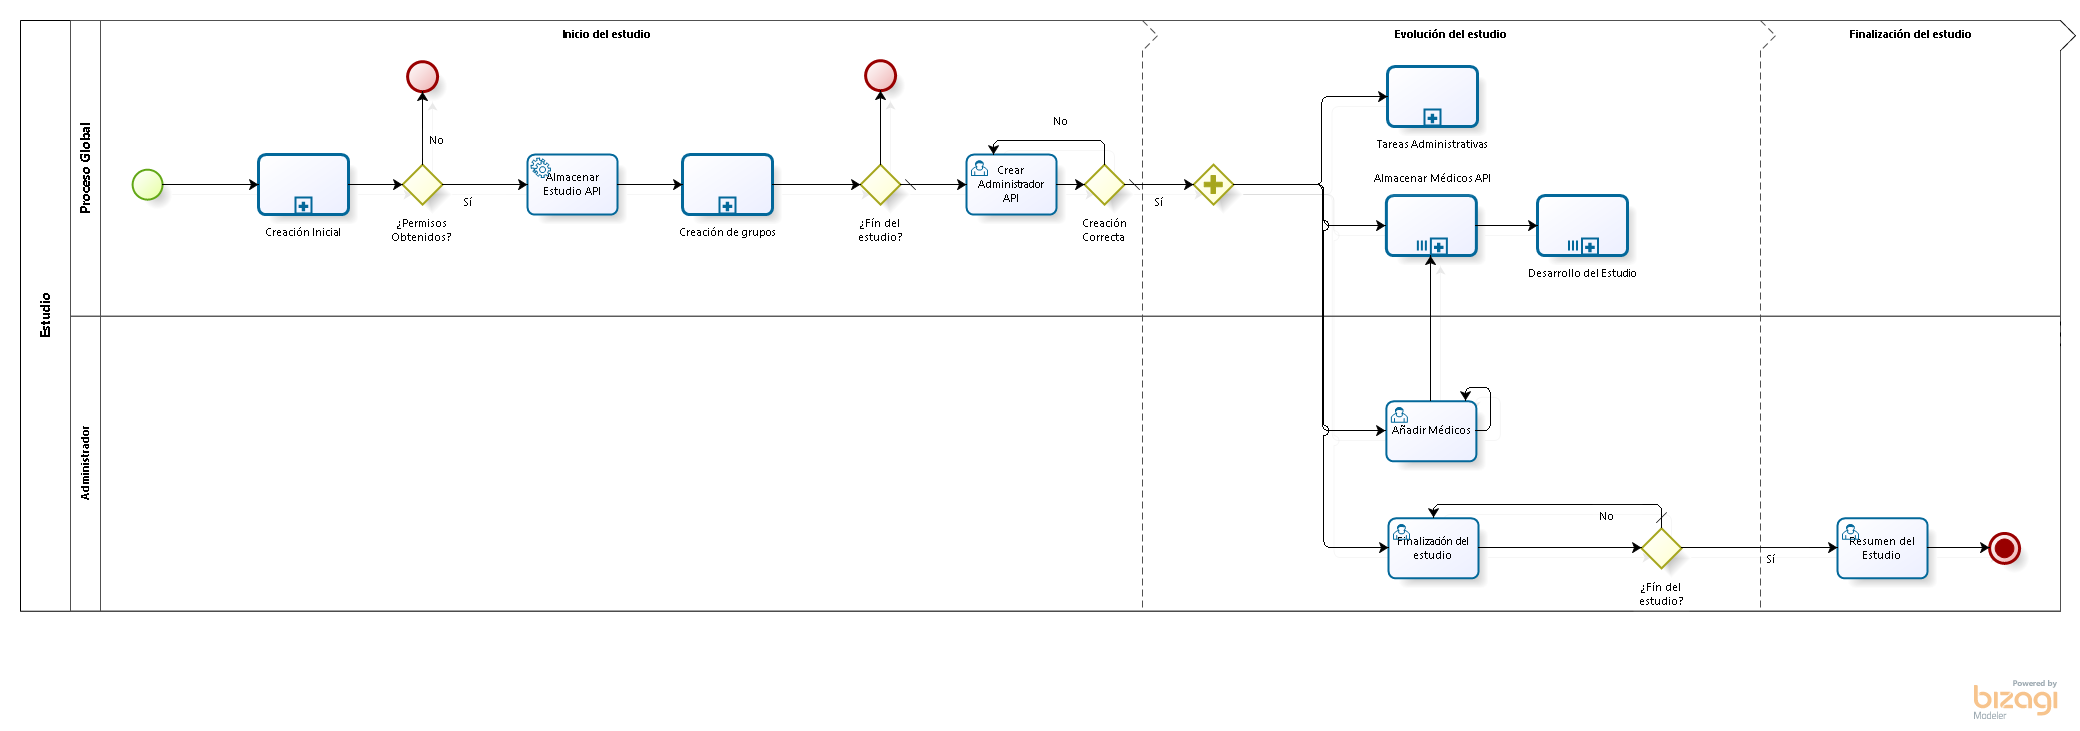 Inicio del estudio
Evolución del estudio
Finalización del estudio
Estudio
Proceso Global
Administrador
No
Creación Inicial
¿Permisos
Obtenidos?
Sí
Almacenar
Estudio API
Creación de grupos
¿Fín del
estudio?
No
Crear
Administrador
API
Creación
Correcta
Sí
Tareas Administrativas
Almacenar Médicos API
Desarrollo del Estudio
Añadir Médicos
No
Finalización del
estudio
¿Fín del
estudio?
Sí
Resumen del
Estudio
Powered by
bizagi
Modeler